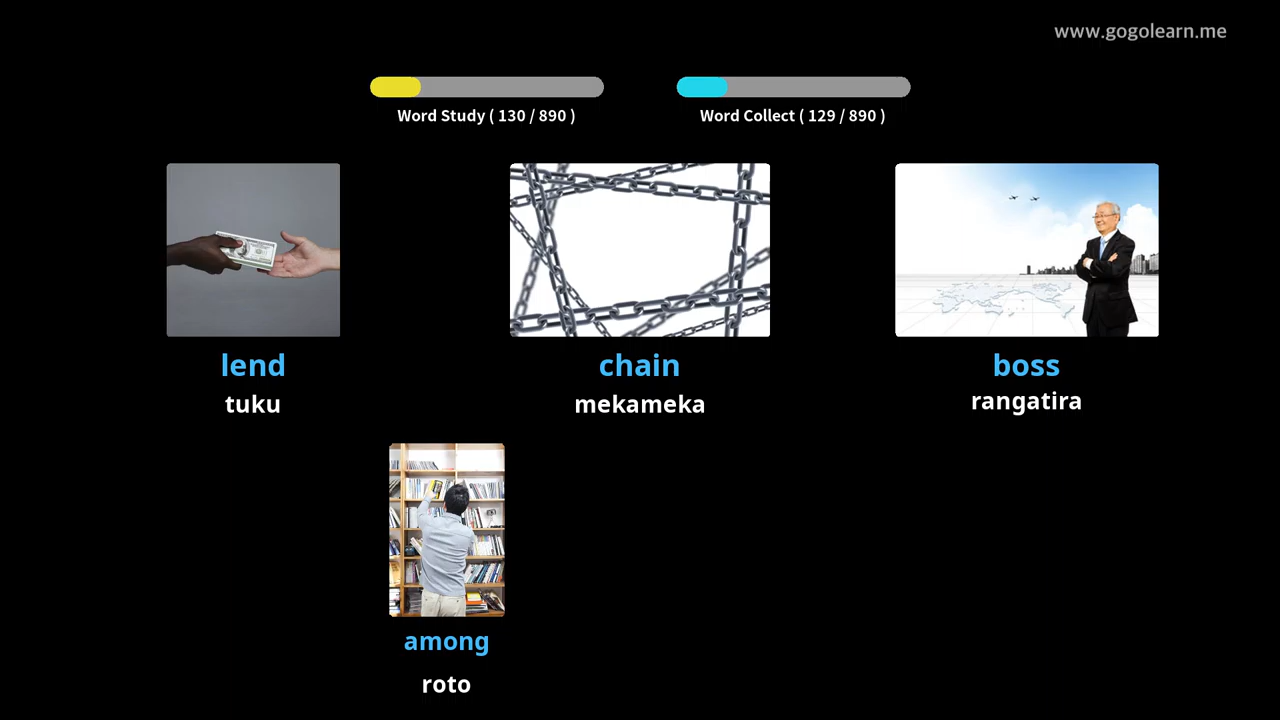 www.gogolearn.me
Word Study ( 130 / 890 )
Word Collect ( 129 / 890 )
lend
tuku
chain
mekameka
boss
rangatira
among
roto